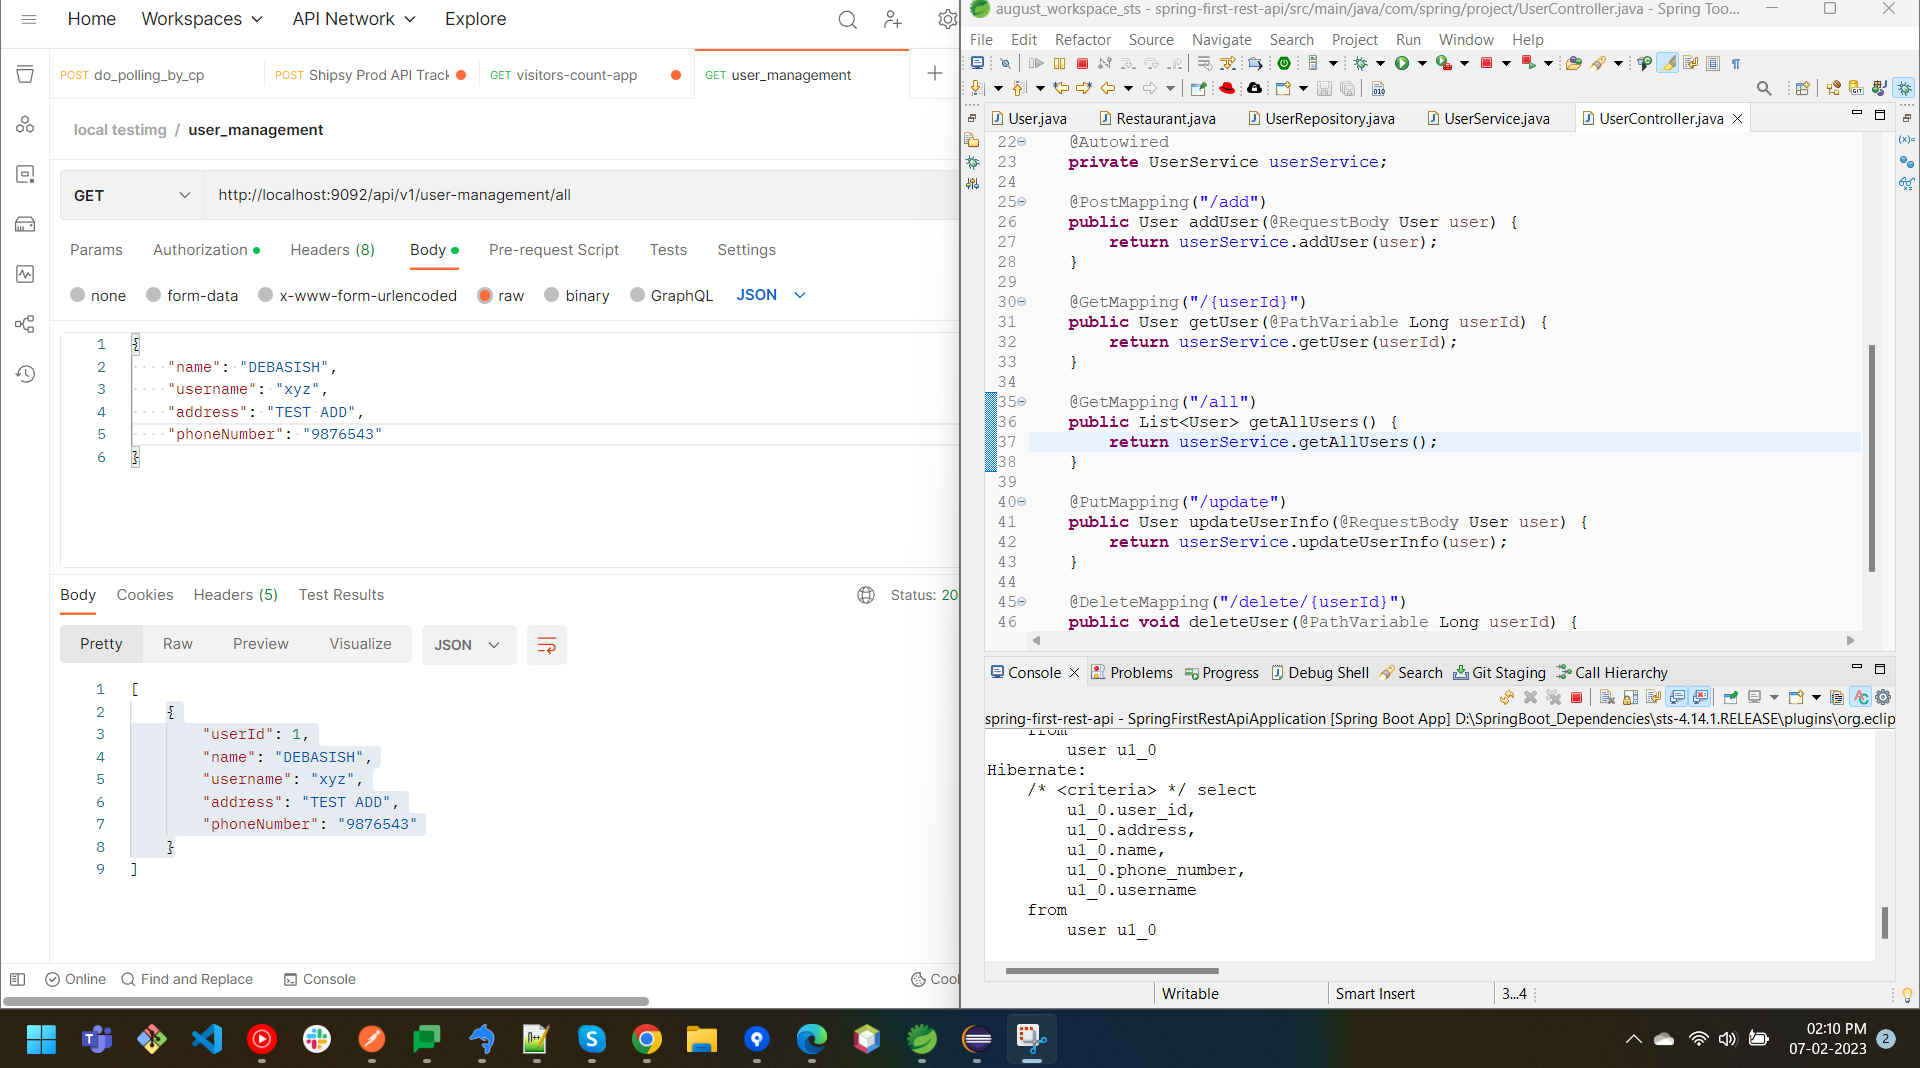 Home Workspaces API Network Explore
POST do_polling_by_cp POST Shipsy Prod API Track GET visitors-count-app GET user_management
local testimg / user_management
GET http://localhost:9092/api/v1/user-management/all
Params Authorization Headers (8) Body Pre-request Script Tests Settings
none form-data x-www-form-urlencoded raw binary GraphQL JSON
1 {
2 "name": "DEBASISH",
3 "username": "xyz",
4 "address": "TEST ADD",
5 "phoneNumber": "9876543"
6 }
Body Cookies Headers (5) Test Results Status: 20
Pretty Raw Preview Visualize JSON
1 [
2 {
3 "userId": 1,
4 "name": "DEBASISH",
5 "username": "xyz",
6 "address": "TEST ADD",
7 "phoneNumber": "9876543"
8 }
9 ]
Online Find and Replace Console Cool
august_workspace_sts - spring-first-rest-api/src/main/java/com/spring/project/UserController.java - Spring Too...
File Edit Refactor Source Navigate Search Project Run Window Help
User.java Restaurant.java UserRepository.java UserService.java UserController.java
22 @Autowired
23 private UserService userService;
24
25 @PostMapping("/add")
26 public User addUser(@RequestBody User user) {
27 return userService.addUser(user);
28 }
29
30 @GetMapping("/{userId}")
31 public User getUser(@PathVariable Long userId) {
32 return userService.getUser(userId);
33 }
34
35 @GetMapping("/all")
36 public List<User> getAllUsers() {
37 return userService.getAllUsers();
38 }
39
40 @PutMapping("/update")
41 public User updateUserInfo(@RequestBody User user) {
42 return userService.updateUserInfo(user);
43 }
44
45 @DeleteMapping("/delete/{userId}")
46 public void deleteUser(@PathVariable Long userId) {
Console Problems Progress Debug Shell Search Git Staging Call Hierarchy
spring-first-rest-api - SpringFirstRestApiApplication [Spring Boot App] D:\SpringBoot_Dependencies\sts-4.14.1.RELEASE\plugins\org.eclip
from
user u1_0
Hibernate:
/* <criteria> */ select
u1_0.user_id,
u1_0.address,
u1_0.name,
u1_0.phone_number,
u1_0.username
from
user u1_0
Writable Smart Insert 3...4
02:10 PM
07-02-2023 2